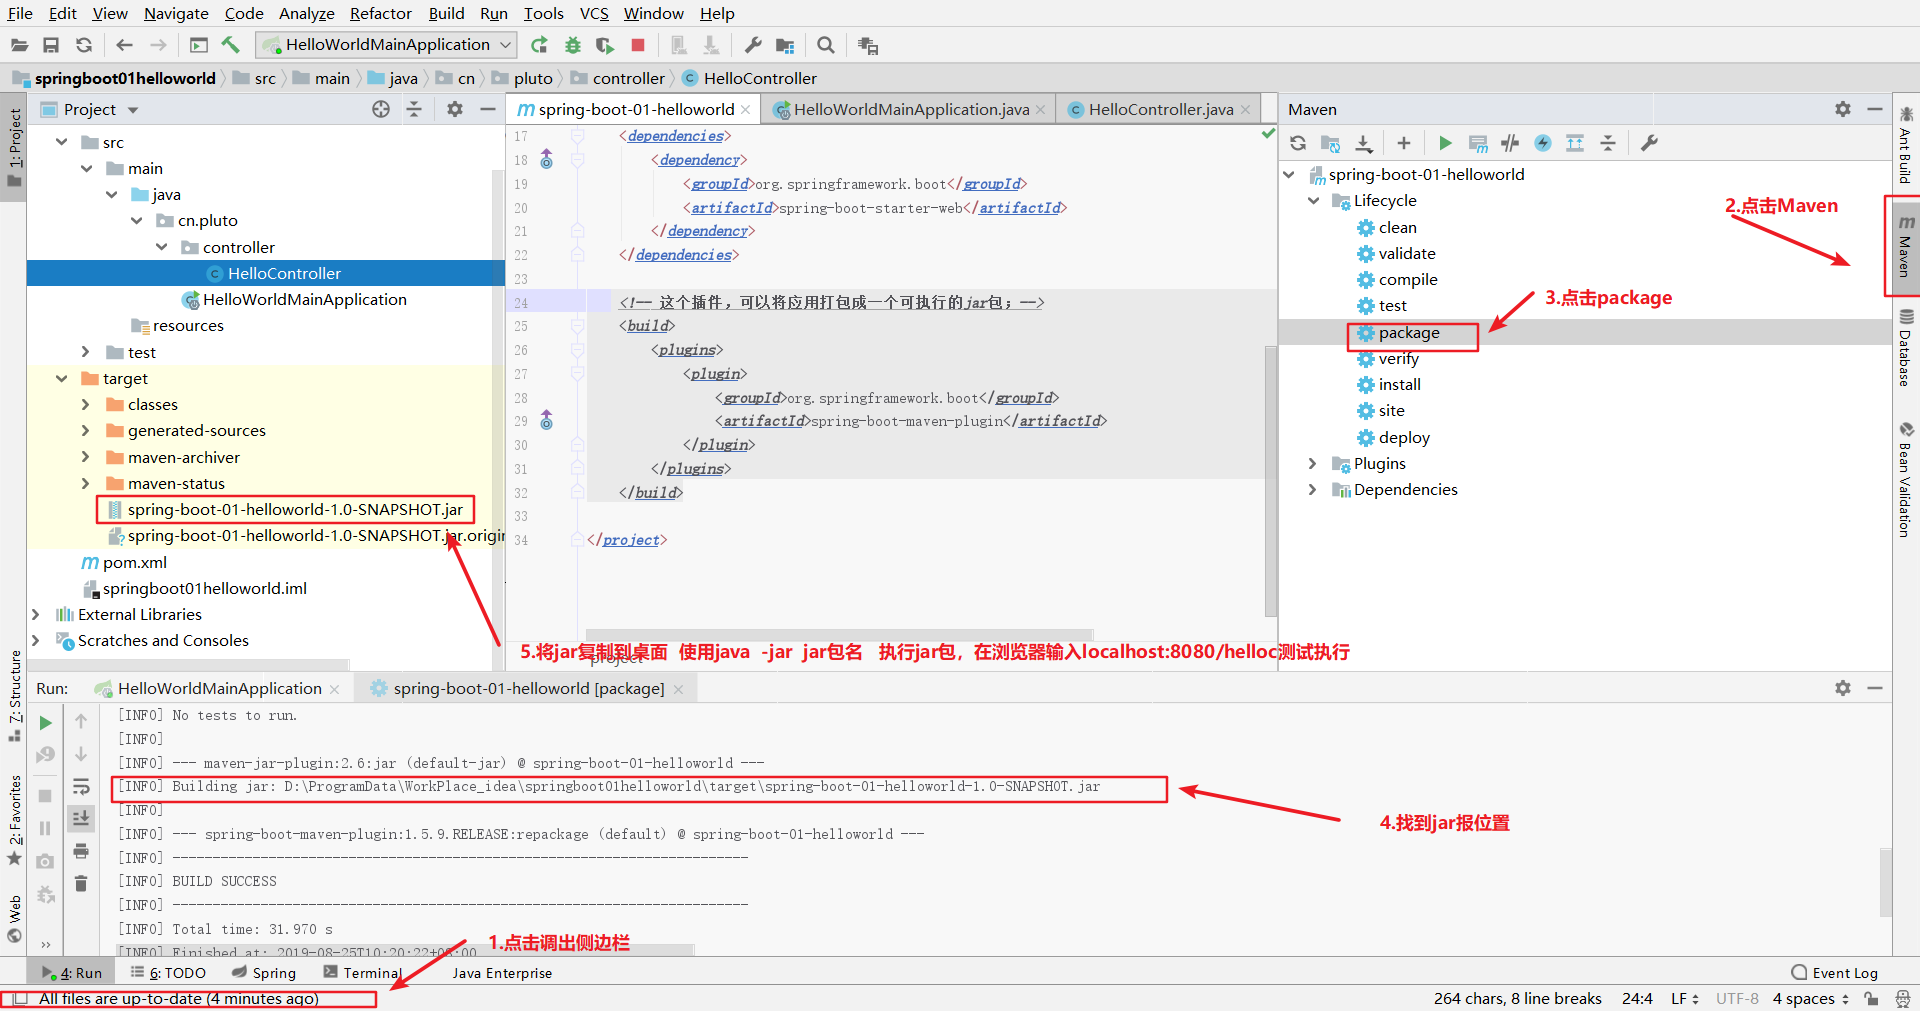 File Edit View Navigate Code Analyze Refactor Build Run Tools VCS Window Help
HelloWorldMainApplication
springboot01helloworld src main java cn pluto controller HelloController
Project
spring-boot-01-helloworld HelloWorldMainApplication.java HelloController.java
Maven
1: Project
7: Structure
2: Favorites
Web
src
main
java
cn.pluto
controller
HelloController
HelloWorldMainApplication
resources
test
target
classes
generated-sources
maven-archiver
maven-status
spring-boot-01-helloworld-1.0-SNAPSHOT.jar
spring-boot-01-helloworld-1.0-SNAPSHOT.jar.origin
pom.xml
springboot01helloworld.iml
External Libraries
Scratches and Consoles
17 <dependencies>
18 <dependency>
19 <groupId>org.springframework.boot</groupId>
20 <artifactId>spring-boot-starter-web</artifactId>
21 </dependency>
22 </dependencies>
23
24 <!-- 这个插件，可以将应用打包成一个可执行的jar包；-->
25 <build>
26 <plugins>
27 <plugin>
28 <groupId>org.springframework.boot</groupId>
29 <artifactId>spring-boot-maven-plugin</artifactId>
30 </plugin>
31 </plugins>
32 </build>
33
34 </project>
project
5.将jar复制到桌面 使用java -jar jar包名 执行jar包，在浏览器输入localhost:8080/helloc测试执行
spring-boot-01-helloworld
Lifecycle
clean
validate
compile
test
package
verify
install
site
deploy
Plugins
Dependencies
2.点击Maven
3.点击package
Ant Build
Maven
Database
Bean Validation
Run: HelloWorldMainApplication spring-boot-01-helloworld [package]
[INFO] No tests to run.
[INFO]
[INFO] --- maven-jar-plugin:2.6:jar (default-jar) @ spring-boot-01-helloworld ---
[INFO] Building jar: D:\ProgramData\WorkPlace_idea\springboot01helloworld\target\spring-boot-01-helloworld-1.0-SNAPSHOT.jar
[INFO]
[INFO] --- spring-boot-maven-plugin:1.5.9.RELEASE:repackage (default) @ spring-boot-01-helloworld ---
[INFO] ------------------------------------------------------------------------
[INFO] BUILD SUCCESS
[INFO] ------------------------------------------------------------------------
[INFO] Total time: 31.970 s
[INFO] Finished at: 2019-08-25T10:20:22+08:00
4.找到jar报位置
1.点击调出侧边栏
4: Run 6: TODO Spring Terminal Java Enterprise Event Log
All files are up-to-date (4 minutes ago) 264 chars, 8 line breaks 24:4 LF UTF-8 4 spaces